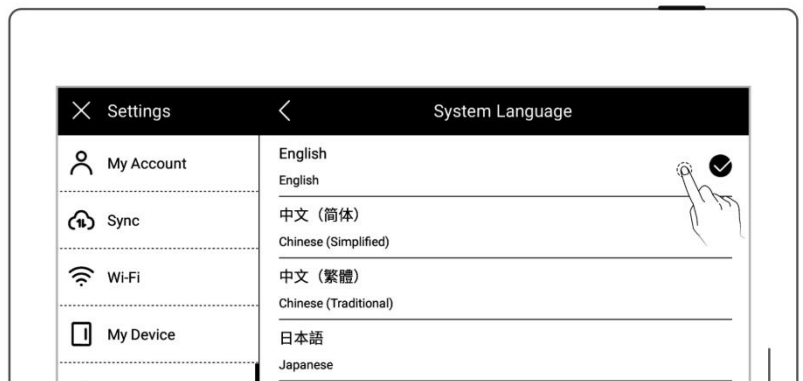 Settings
System Language
My Account
Sync
Wi-Fi
My Device
English
English
中文（简体）
Chinese (Simplified)
中文（繁體）
Chinese (Traditional)
日本語
Japanese